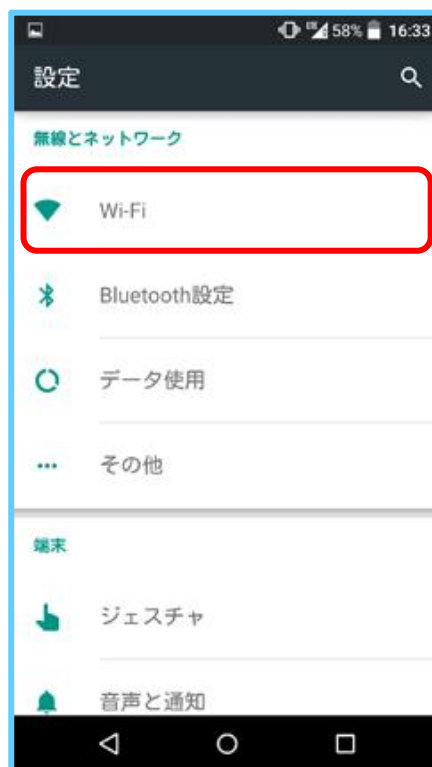 58% 16:33
設定
無線とネットワーク
Wi-Fi
Bluetooth設定
データ使用
その他
端末
ジェスチャ
音声と通知